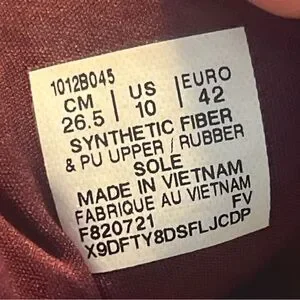 1012B045
CM | US | EURO
26.5 | 10 | 42
SYNTHETIC FIBER
& PU UPPER / RUBBER
SOLE
MADE IN VIETNAM
FABRIQUE AU VIETNAM
F820721 FV
X9DFTY8DSFLJCDP